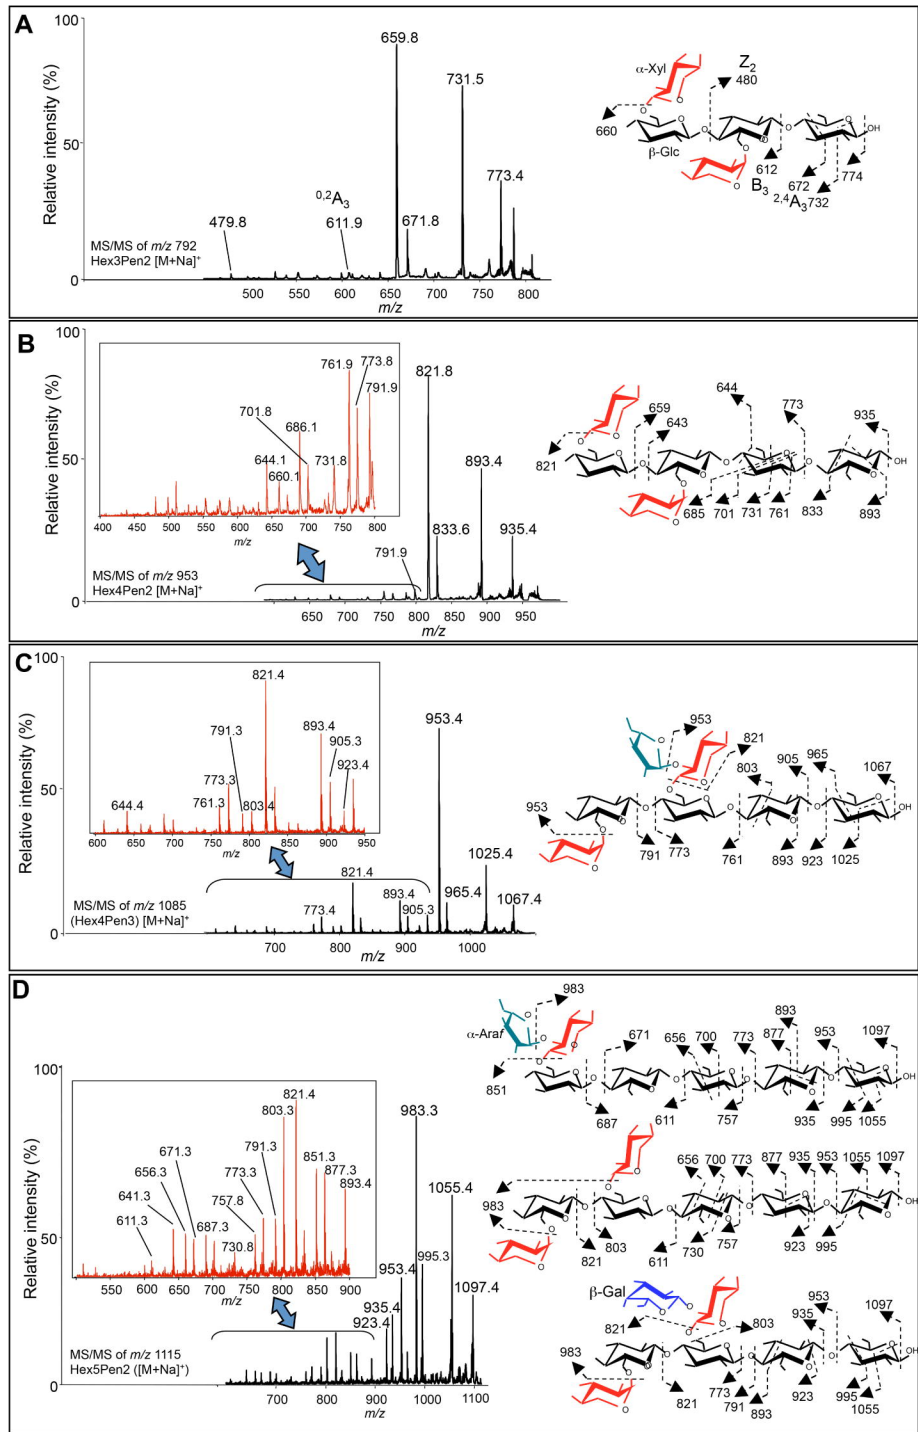 A
Relative intensity (%)
100
50
0
659.8
731.5
773.4
671.8
0,2A3
611.9
479.8
MS/MS of m/z 792
Hex3Pen2 [M+Na]+
500 550 600 650 700 750 800
m/z
α-Xyl
Z2
480
660
β-Glc
612
B3
672
2,4A3 732
774
OH
B
Relative intensity (%)
100
50
0
761.9
773.8
791.9
701.8
686.1
644.1
660.1
731.8
400 450 500 550 600 650 700 750 800
m/z
821.8
893.4
833.6
935.4
791.9
MS/MS of m/z 953
Hex4Pen2 [M+Na]+
650 700 750 800 850 900 950
m/z
644
659
643
773
935
821
OH
685 701 731 761 833 893
C
Relative intensity (%)
100
50
0
821.4
893.4
905.3
923.4
791.3
773.3
803.4
761.3
644.4
600 650 700 750 800 850 900 950
m/z
953.4
1025.4
821.4
893.4
965.4
1067.4
773.4
905.3
MS/MS of m/z 1085
(Hex4Pen3) [M+Na]+
700 800 900 1000
m/z
953
821
803
905
965
1067
953
OH
791 773 761 893 923 1025
D
Relative intensity (%)
100
50
0
821.4
803.3
851.3
877.3
893.4
791.3
773.3
671.3
656.3
641.3
757.8
687.3
611.3
730.8
500 550 600 650 700 750 800 850 900
m/z
983.3
1055.4
995.3
953.4
935.4
923.4
1097.4
MS/MS of m/z 1115
Hex5Pen2 ([M+Na]+)
700 800 900 1000 1100
m/z
983
α-Araf
893
671 656 700 773 877 953 1097
851
OH
687 611 757 935 995 1055
656 700 773 877 935 953 1055 1097
983
OH
821 803 611 730 757 923 995
β-Gal
953
821
803
935
1097
983
OH
821 773 791 893 923 995 1055